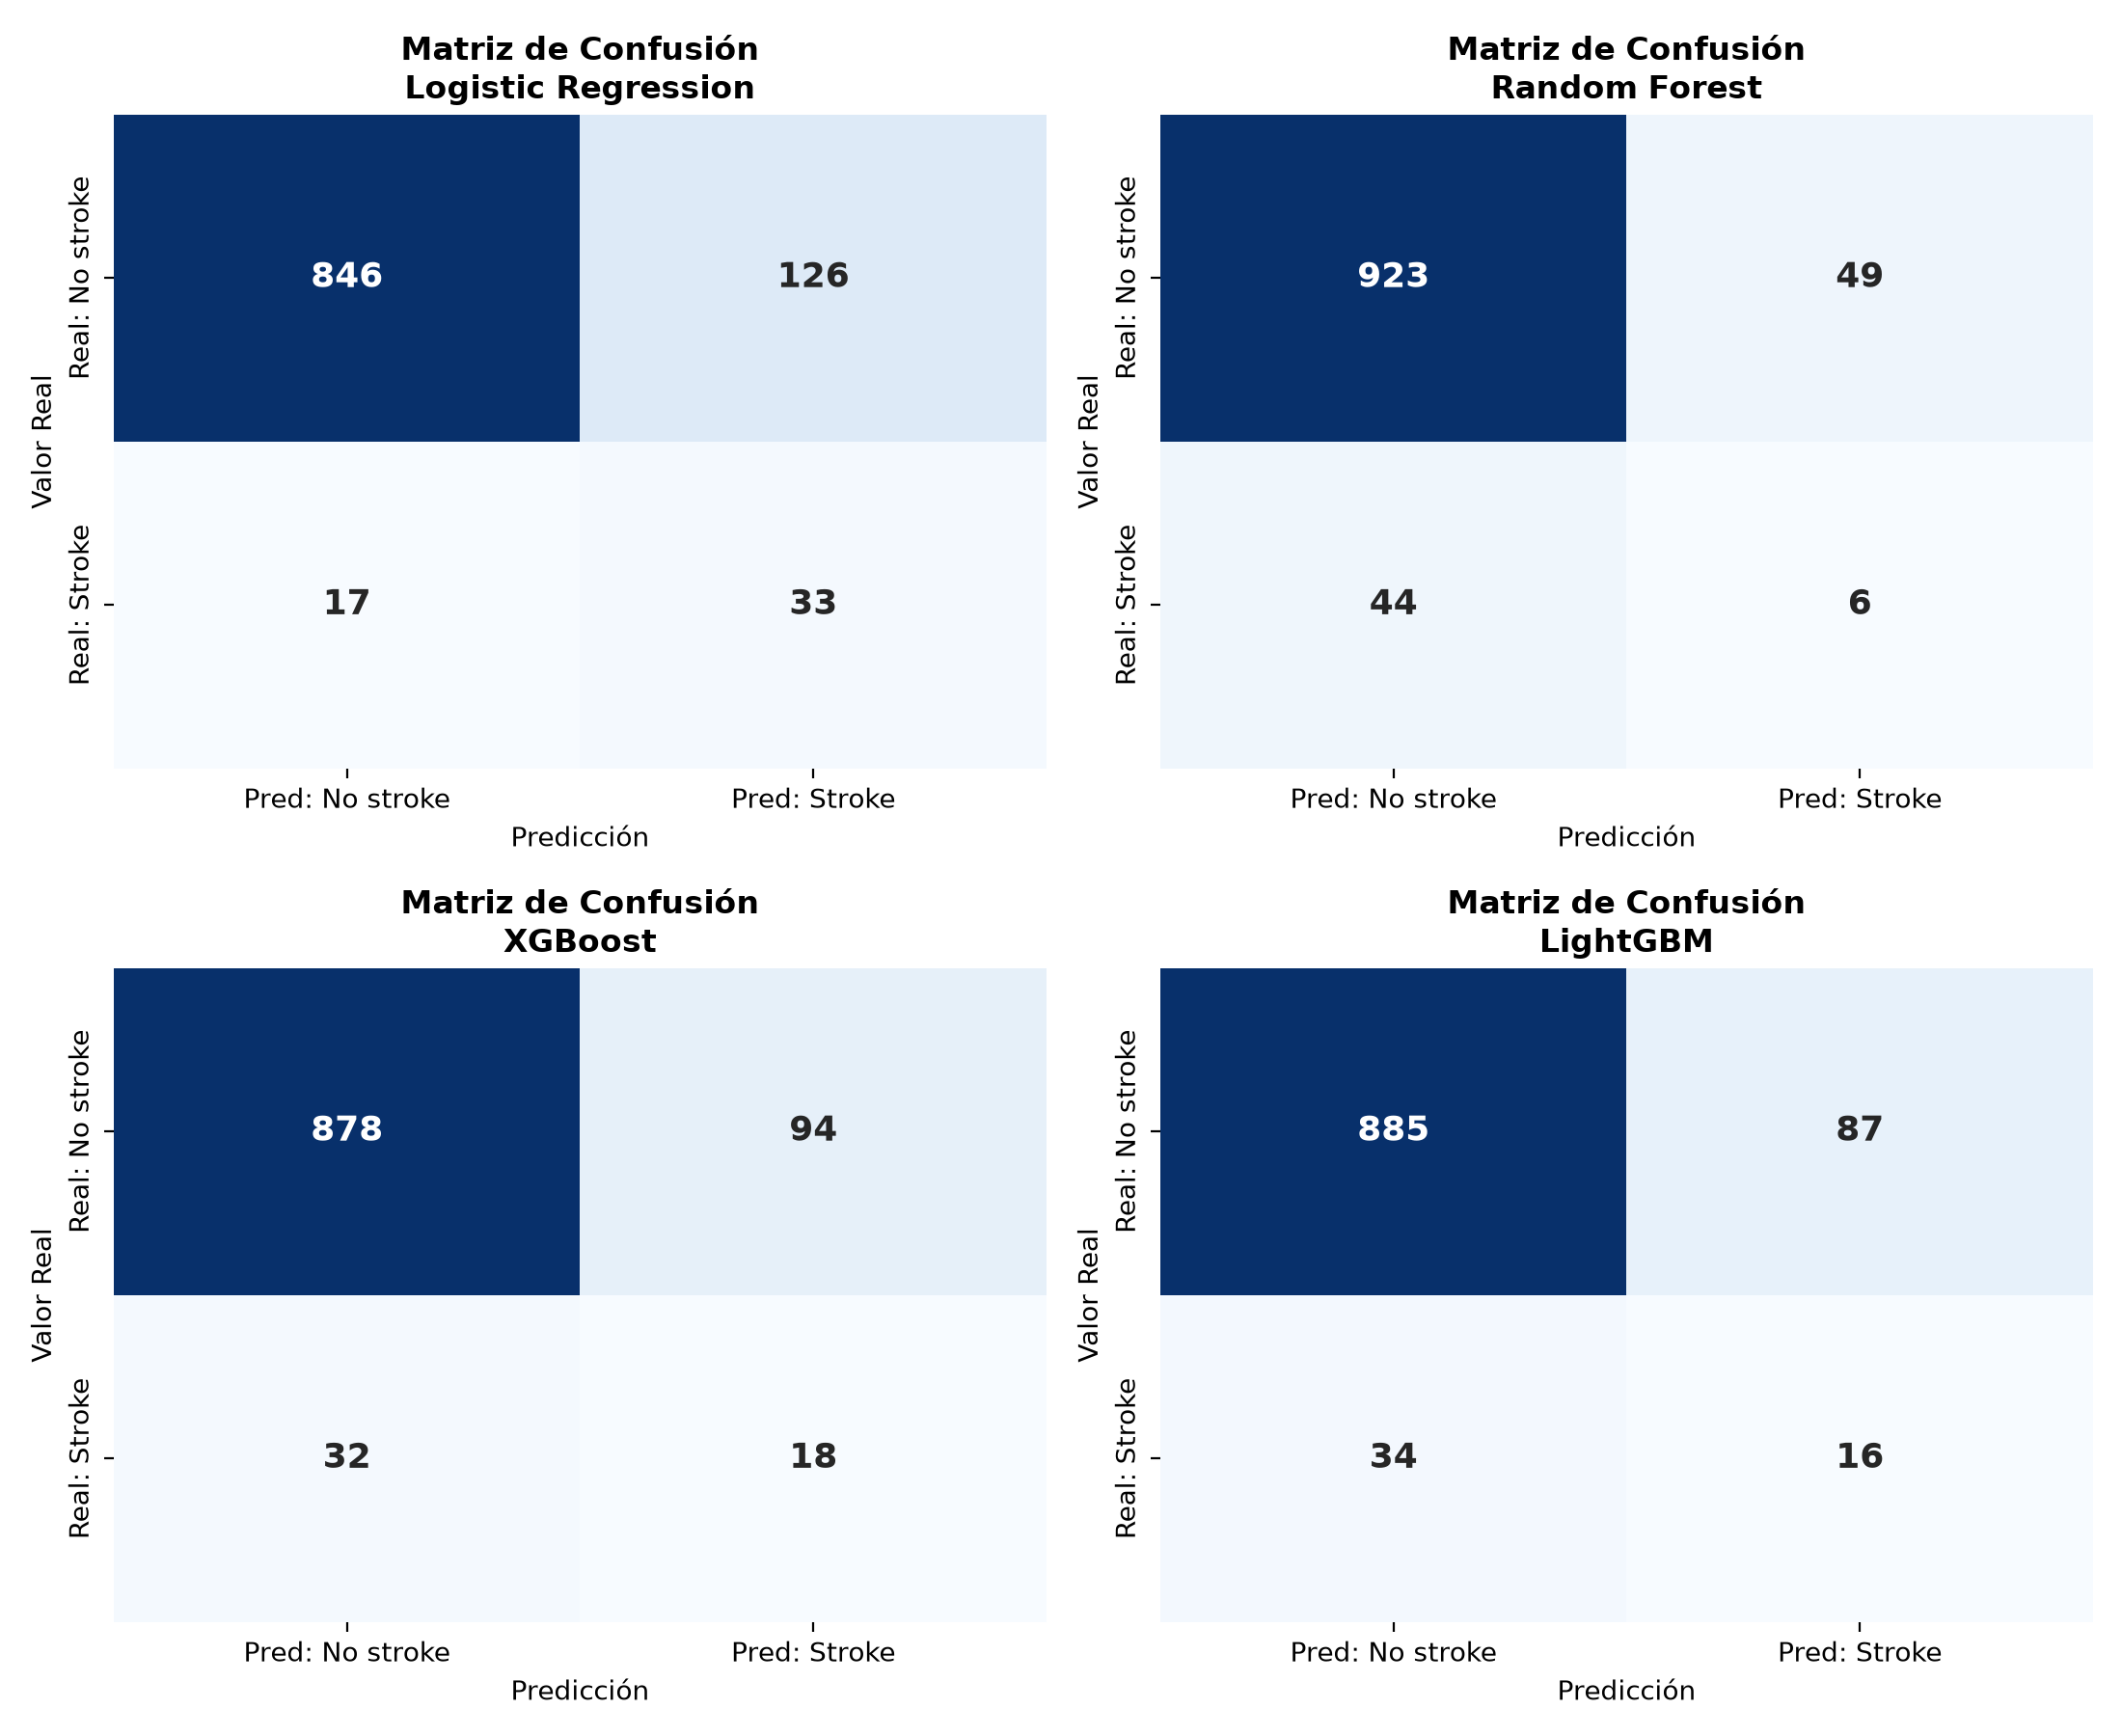 Matriz de Confusión
Logistic Regression
Valor Real
Real: No stroke
846
126
Real: Stroke
17
33
Pred: No stroke
Pred: Stroke
Predicción
Matriz de Confusión
Random Forest
Valor Real
Real: No stroke
923
49
Real: Stroke
44
6
Pred: No stroke
Pred: Stroke
Predicción
Matriz de Confusión
XGBoost
Valor Real
Real: No stroke
878
94
Real: Stroke
32
18
Pred: No stroke
Pred: Stroke
Predicción
Matriz de Confusión
LightGBM
Valor Real
Real: No stroke
885
87
Real: Stroke
34
16
Pred: No stroke
Pred: Stroke
Predicción